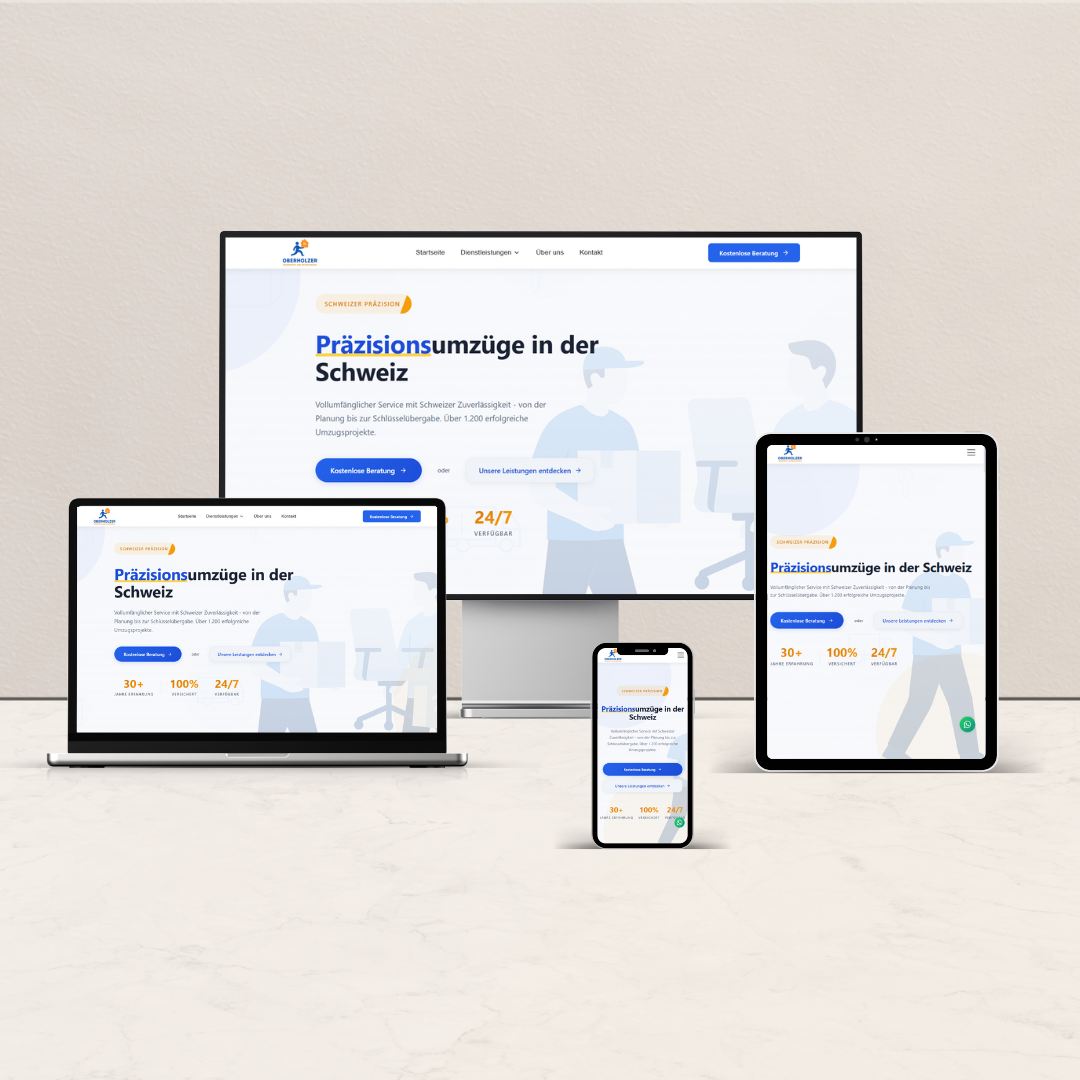 OBERHOLZER
Startseite Dienstleistungen Über uns Kontakt
Kostenlose Beratung →
SCHWEIZER PRÄZISION
Präzisionsumzüge in der
Schweiz
Vollumfänglicher Service mit Schweizer Zuverlässigkeit - von der
Planung bis zur Schlüsselübergabe. Über 1.200 erfolgreiche
Umzugsprojekte.
Kostenlose Beratung → oder Unsere Leistungen entdecken →
24/7
VERFÜGBAR
OBERHOLZER
Startseite Dienstleistungen Über uns Kontakt
Kostenlose Beratung →
SCHWEIZER PRÄZISION
Präzisionsumzüge in der
Schweiz
Vollumfänglicher Service mit Schweizer Zuverlässigkeit - von der
Planung bis zur Schlüsselübergabe. Über 1.200 erfolgreiche
Umzugsprojekte.
Kostenlose Beratung → oder Unsere Leistungen entdecken →
30+ 100% 24/7
JAHRE ERFAHRUNG VERSICHERT VERFÜGBAR
OBERHOLZER
SCHWEIZER PRÄZISION
Präzisionsumzüge in der
Schweiz
Vollumfänglicher Service mit Schweizer
Zuverlässigkeit - von der Planung bis zur
Schlüsselübergabe. Über 1.200 erfolgreiche
Umzugsprojekte.
Kostenlose Beratung →
Unsere Leistungen entdecken →
30+ 100% 24/7
JAHRE ERFAHRUNG VERSICHERT
OBERHOLZER
SCHWEIZER PRÄZISION
Präzisionsumzüge in der Schweiz
Vollumfänglicher Service mit Schweizer Zuverlässigkeit - von der Planung bis
zur Schlüsselübergabe. Über 1.200 erfolgreiche Umzugsprojekte.
Kostenlose Beratung → oder Unsere Leistungen entdecken →
30+ 100% 24/7
JAHRE ERFAHRUNG VERSICHERT VERFÜGBAR